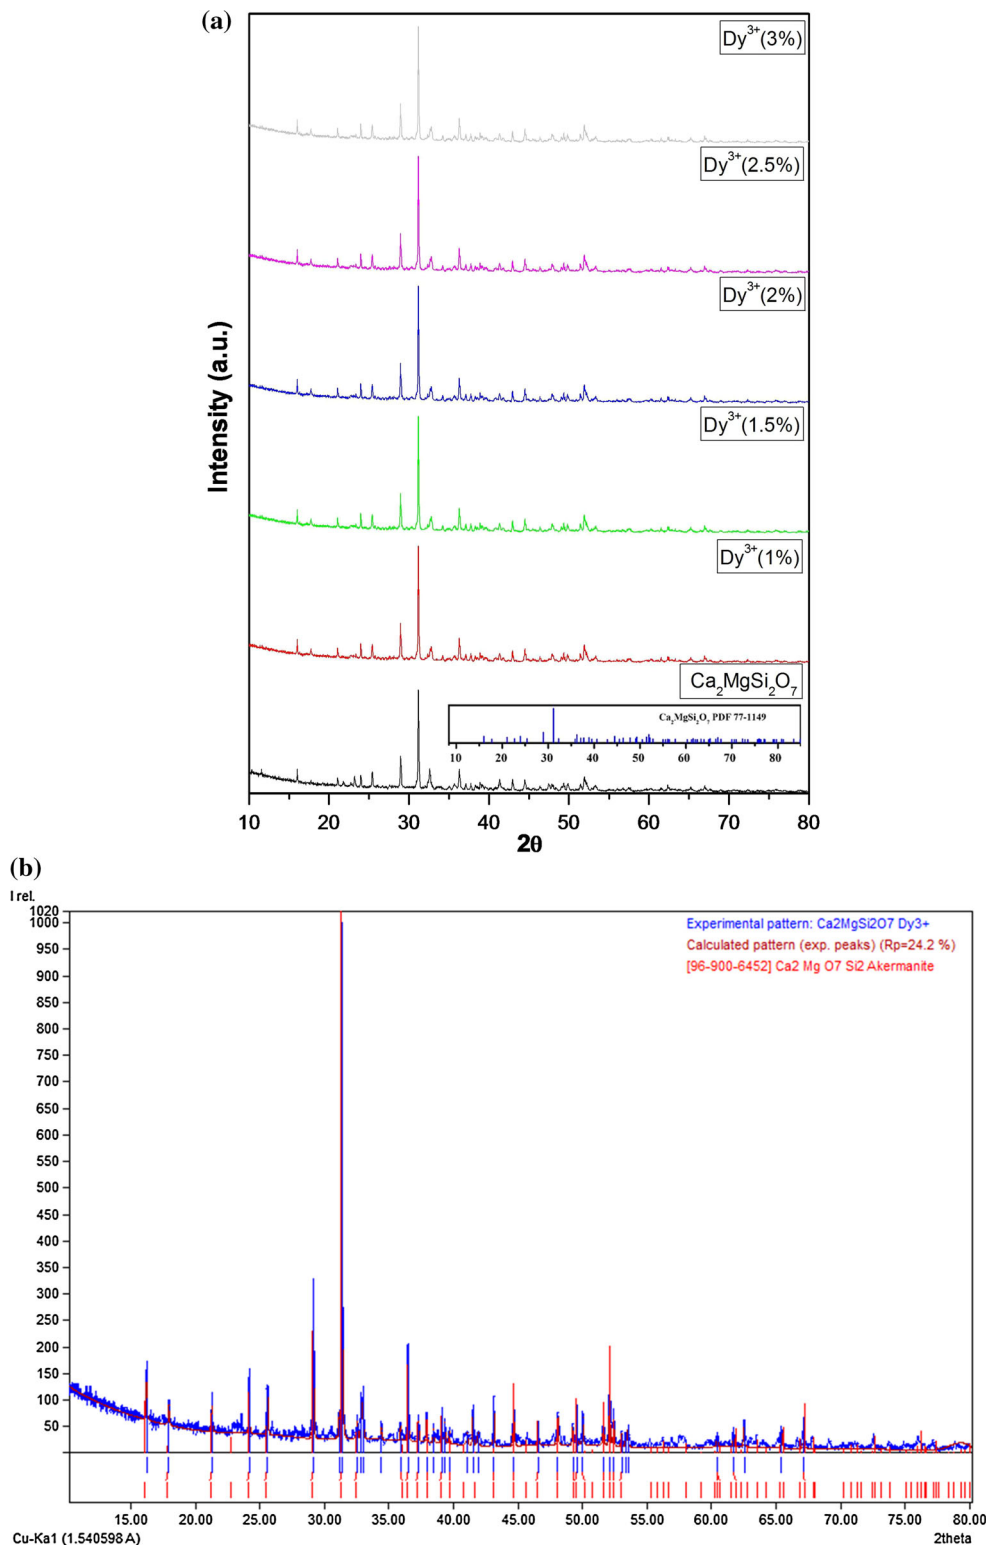 (a)
Dy³⁺(3%)
Dy³⁺(2.5%)
Dy³⁺(2%)
Dy³⁺(1.5%)
Dy³⁺(1%)
Ca₂MgSi₂O₇
Ca₂MgSi₂O₇ PDF 77-1149
10 20 30 40 50 60 70 80
Intensity (a.u.)
10 20 30 40 50 60 70 80
2θ
(b)
I rel.
1020
1000
950
900
850
800
750
700
650
600
550
500
450
400
350
300
250
200
150
100
50
Experimental pattern: Ca2MgSi2O7 Dy3+
Calculated pattern (exp. peaks) (Rp=24.2 %)
[96-900-6452] Ca2 Mg O7 Si2 Akermanite
15.00 20.00 25.00 30.00 35.00 40.00 45.00 50.00 55.00 60.00 65.00 70.00 75.00 80.00
Cu-Ka1 (1.540598 A) 2theta